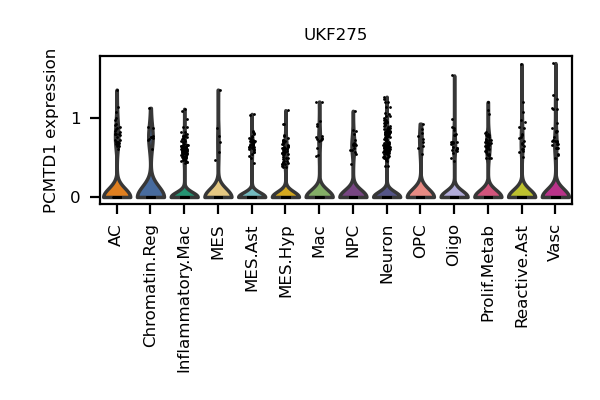 UKF275
PCMTD1 expression
1
0
AC
Chromatin.Reg
Inflammatory.Mac
MES
MES.Ast
MES.Hyp
Mac
NPC
Neuron
OPC
Oligo
Prolif.Metab
Reactive.Ast
Vasc